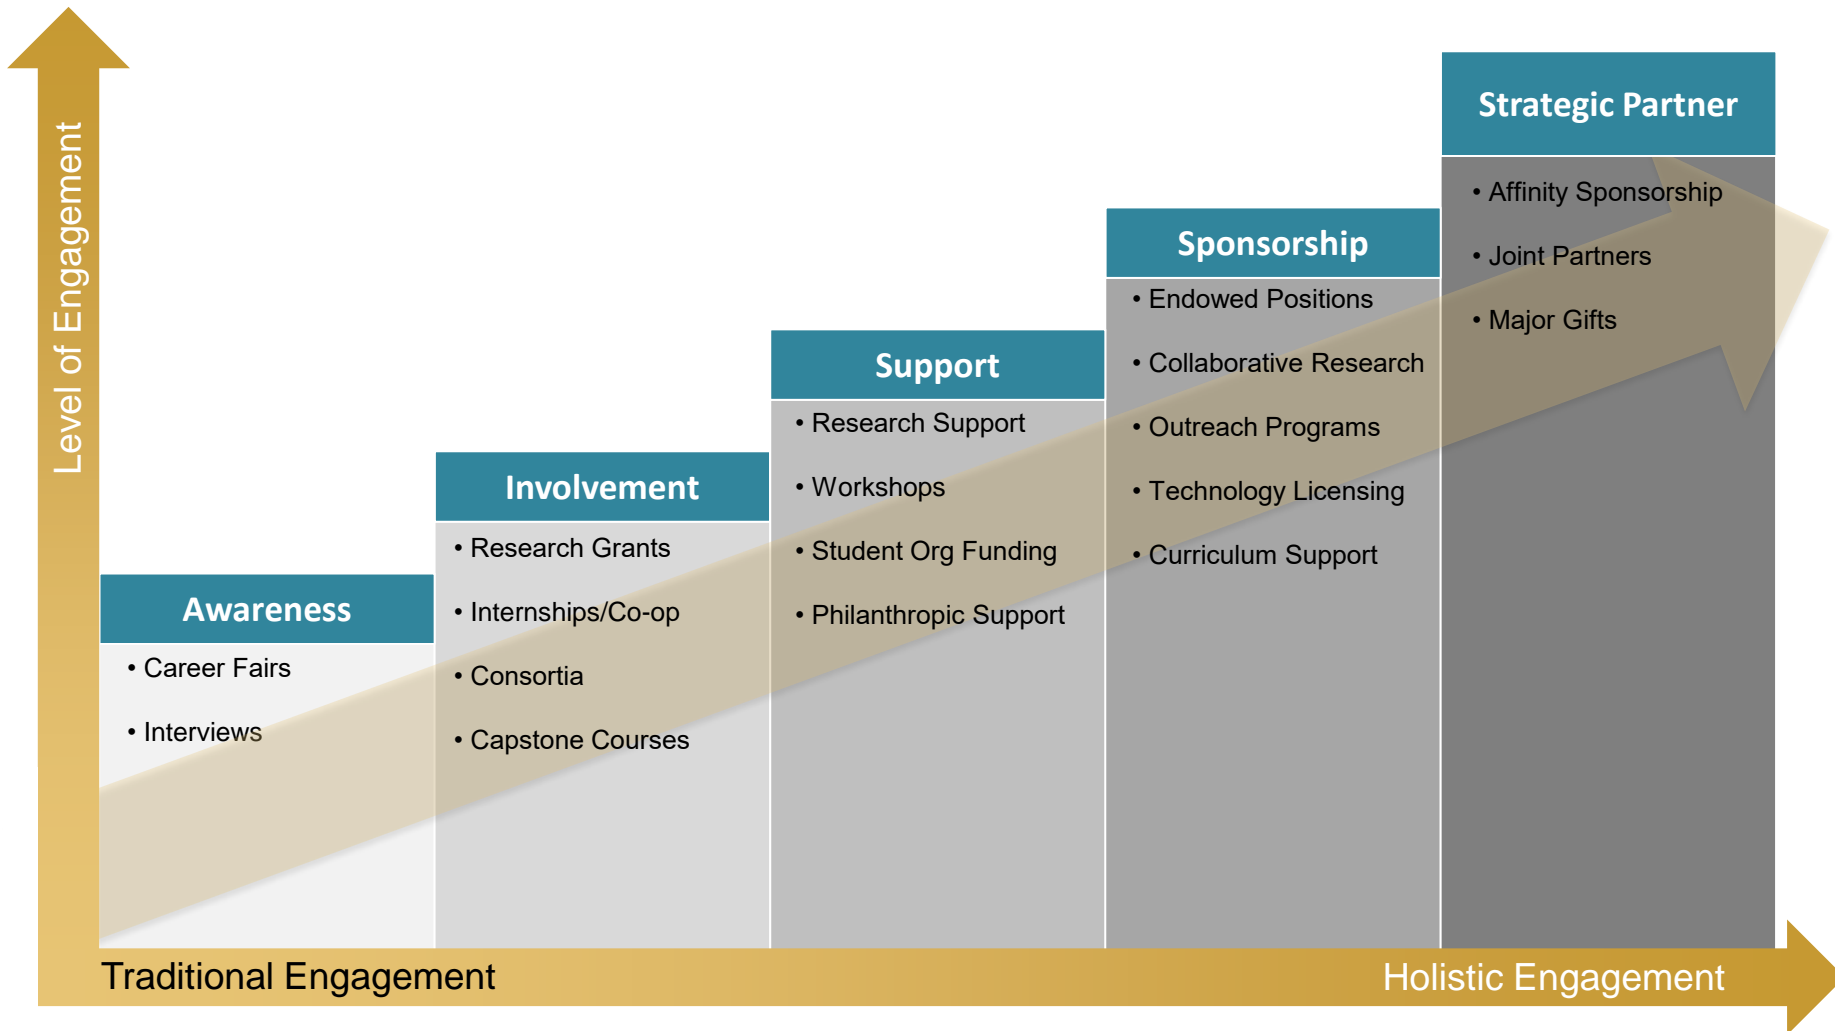 Level of Engagement
Awareness
• Career Fairs
• Interviews
Involvement
• Research Grants
• Internships/Co-op
• Consortia
• Capstone Courses
Support
• Research Support
• Workshops
• Student Org Funding
• Philanthropic Support
Sponsorship
• Endowed Positions
• Collaborative Research
• Outreach Programs
• Technology Licensing
• Curriculum Support
Strategic Partner
• Affinity Sponsorship
• Joint Partners
• Major Gifts
Traditional Engagement
Holistic Engagement